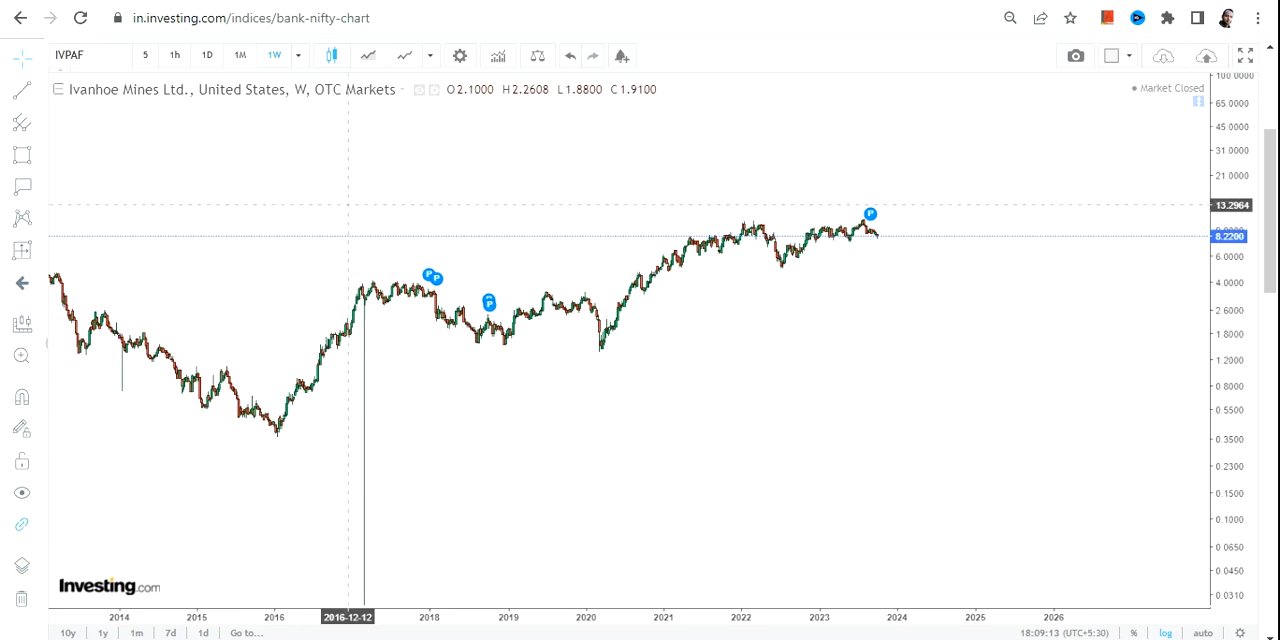 in.investing.com/indices/bank-nifty-chart
IVPAF 5 1h 1D 1M 1W
Ivanhoe Mines Ltd., United States, W, OTC Markets O2.1000 H2.2608 L1.8800 C1.9100
Market Closed
100.0000
65.0000
45.0000
31.0000
21.0000
13.2964
8.2200
6.0000
4.0000
2.6000
1.8000
1.2000
0.8000
0.5500
0.3500
0.2300
0.1500
0.1000
0.0650
0.0450
0.0310
P
P P
P
Investing.com
2014 2015 2016 2016-12-12 2018 2019 2020 2021 2022 2023 2024 2025 2026
10y 1y 1m 7d 1d Go to... 18:09:13 (UTC+5:30) % log auto